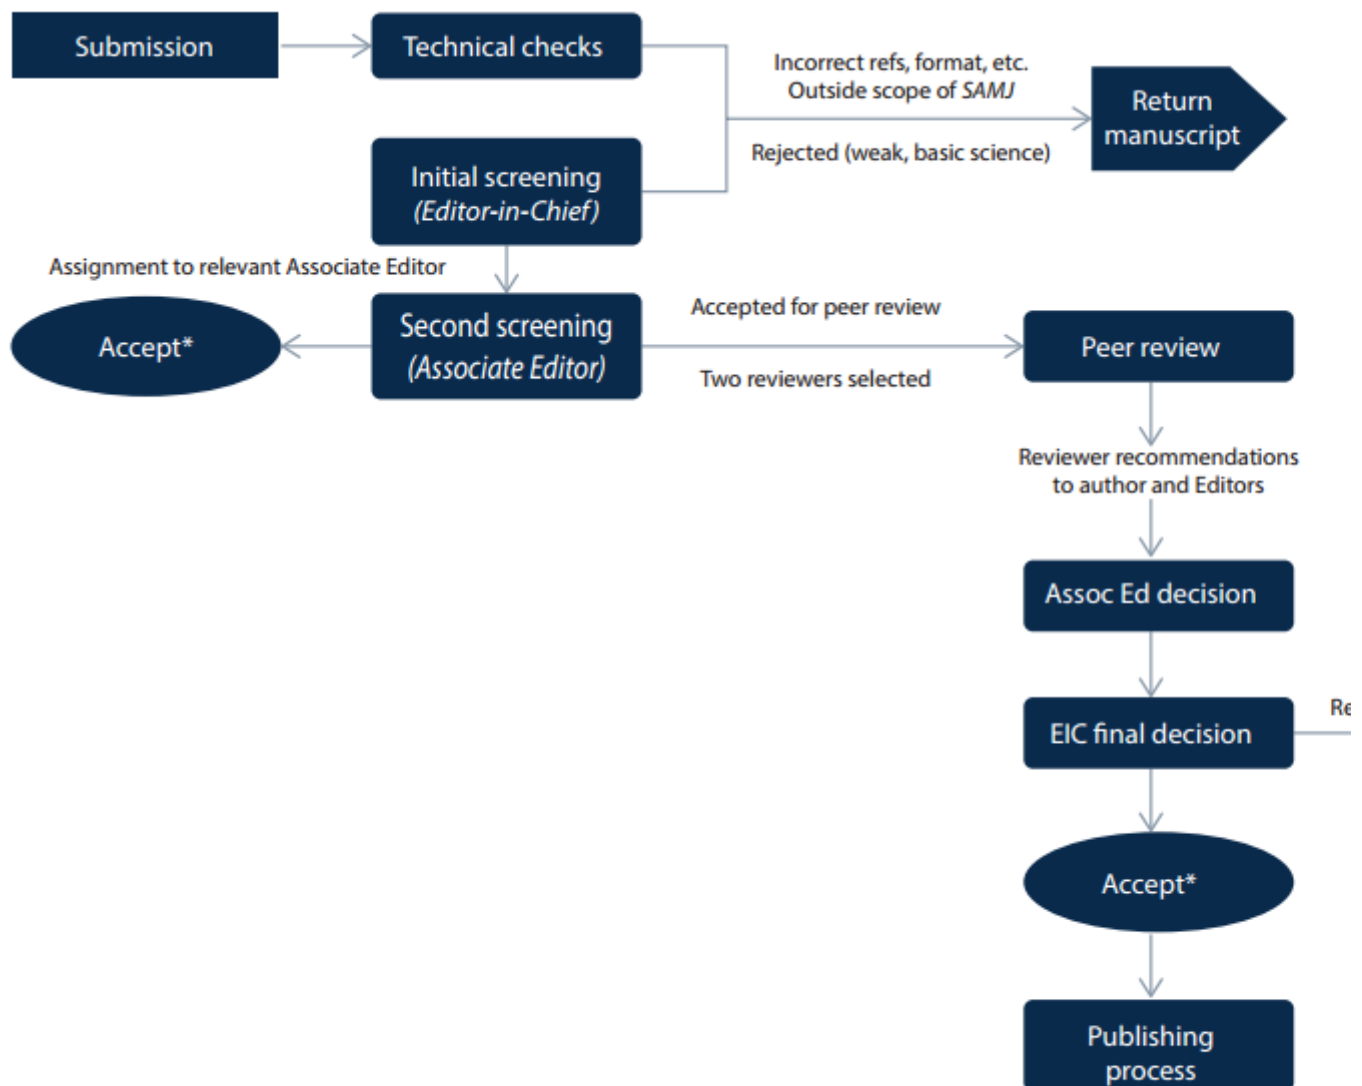 Submission
Technical checks
Incorrect refs, format, etc.
Outside scope of SAMJ
Return
manuscript
Rejected (weak, basic science)
Initial screening
(Editor-in-Chief)
Assignment to relevant Associate Editor
Accept*
Second screening
(Associate Editor)
Accepted for peer review
Two reviewers selected
Peer review
Reviewer recommendations
to author and Editors
Assoc Ed decision
EIC final decision
Accept*
Publishing
process